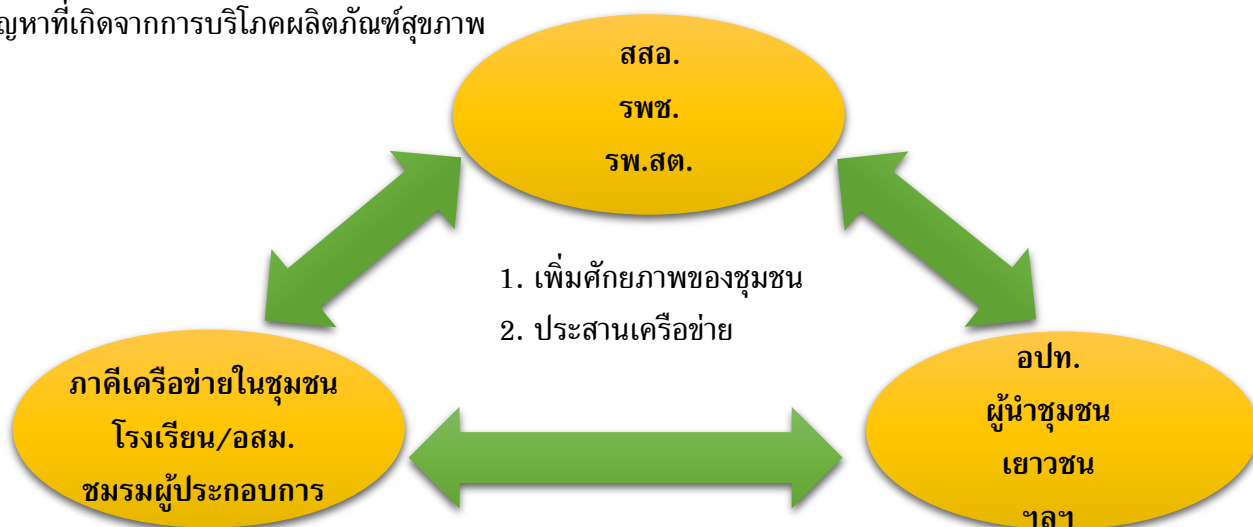 ญหาที่เกิดจากการบริโภคผลิตภัณฑ์สุขภาพ
สสอ.
รพช.
รพ.สต.
1. เพิ่มศักยภาพของชุมชน
2. ประสานเครือข่าย
ภาคีเครือข่ายในชุมชน
โรงเรียน/อสม.
ชมรมผู้ประกอบการ
อปท.
ผู้นำชุมชน
เยาวชน
ฯลฯ